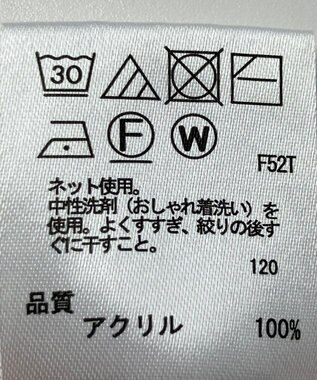 30
F W
F52T
ネット使用。
中性洗剤（おしゃれ着洗い）を
使用。よくすすぎ、絞りの後す
ぐに干すこと。
120
品質
アクリル 100%